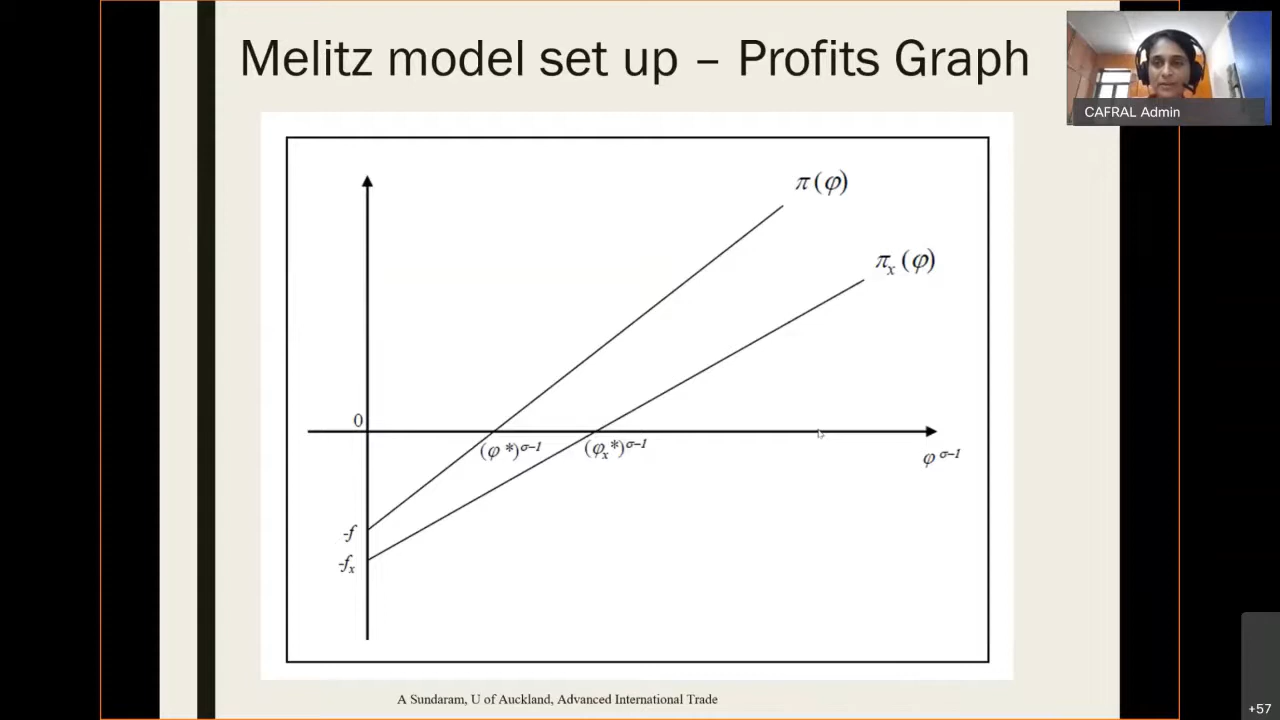 Melitz model set up – Profits Graph
CAFRAL Admin
π (φ)
πx (φ)
0
(φ *)σ–1
(φx*)σ–1
φ σ–1
-f
-fx
A Sundaram, U of Auckland, Advanced International Trade
+57